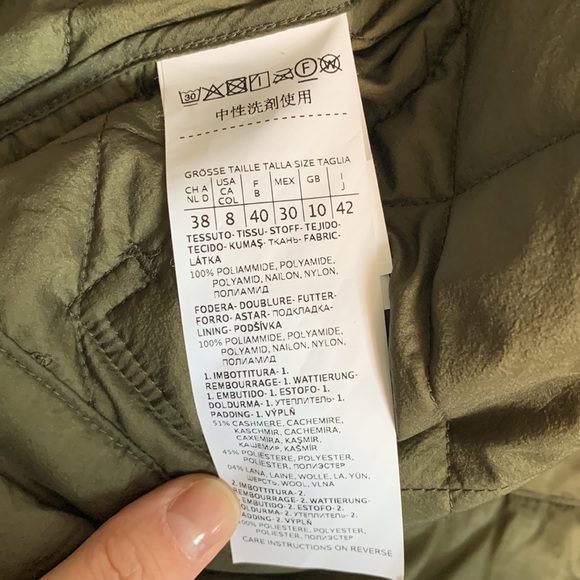 30 F W
中性洗剤使用
GRÖSSE TAILLE TALLA SIZE TAGLIA
CH A NL D USA CA COL F B MEX GB I J
38 8 40 30 10 42
TESSUTO- TISSU- STOFF- TEJIDO-
TECIDO- KUMAŞ- ТКАНЬ- FABRIC-
LÁTKA
100% POLIAMMIDE, POLYAMIDE,
POLYAMID, NAILON, NYLON,
ПОЛИАМИД
FODERA- DOUBLURE- FUTTER-
FORRO- ASTAR- ПОДКЛАДКА-
LINING- PODŠÍVKA
100% POLIAMMIDE, POLYAMIDE,
POLYAMID, NAILON, NYLON,
ПОЛИАМИД
1. IMBOTTITURA- 1.
REMBOURRAGE- 1. WATTIERUNG-
1. EMBUTIDO- 1. ESTOFO- 1.
DOLDURMA- 1. УТЕПЛИТЕЛЬ- 1.
PADDING- 1. VÝPLŇ
51% CASHMERE, CACHEMIRE,
KASCHMIR, CACHEMIRA,
CAXEMIRA, KAŞMIR,
КАШЕМИР, KAŠMÍR
45% POLIESTERE, POLYESTER,
POLIESTER, ПОЛИЭСТЕР
04% LANA, LAINE, WOLLE, LA, YÜN,
ШЕРСТЬ, WOOL, VLNA
2. IMBOTTITURA- 2.
REMBOURRAGE- 2. WATTIERUNG-
2. EMBUTIDO- 2. ESTOFO- 2.
DOLDURMA- 2. УТЕПЛИТЕЛЬ- 2.
PADDING- 2. VÝPLŇ
100% POLIESTERE, POLYESTER,
POLIESTER, ПОЛИЭСТЕР
CARE INSTRUCTIONS ON REVERSE